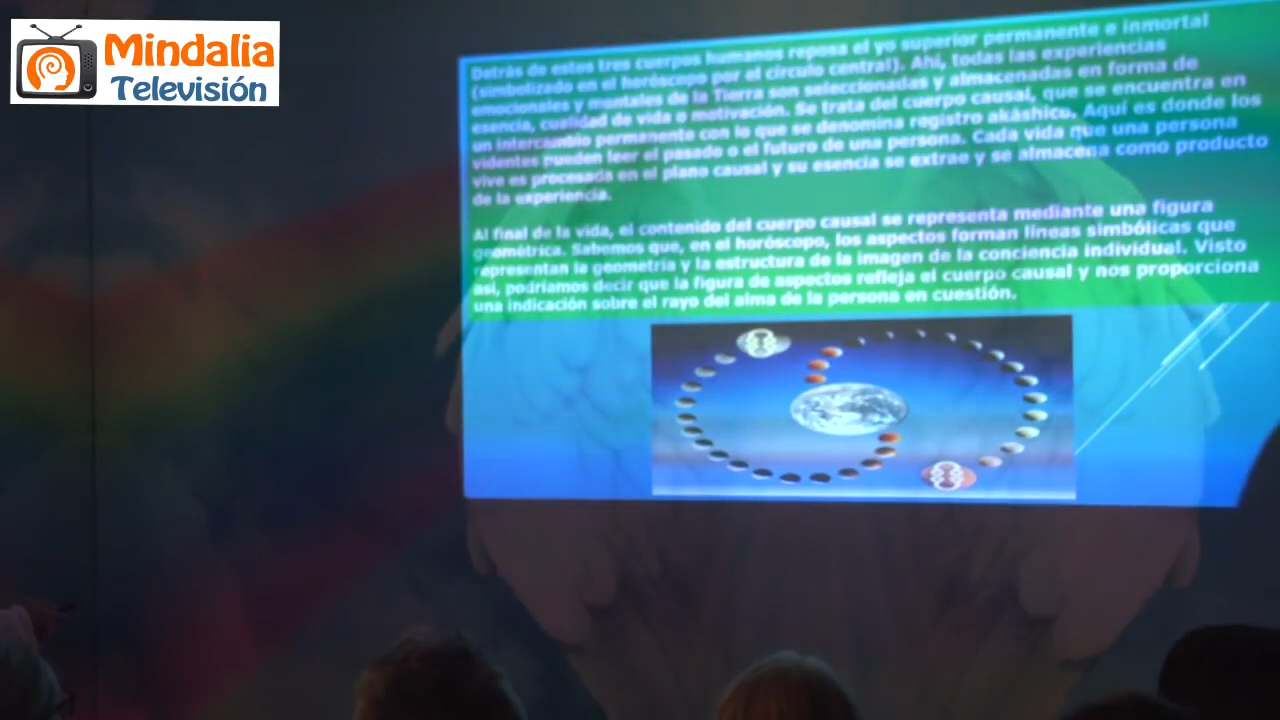 Mindalia
Televisión
Detrás de estos tres cuerpos humanos reposa el yo superior permanente e inmortal
(simbolizado en el horóscopo por el círculo central). Ahí, todas las experiencias
emocionales y mentales de la Tierra son seleccionadas y almacenadas en forma de
esencia, cualidad de vida o motivación. Se trata del cuerpo causal, que se encuentra en
un intercambio permanente con lo que se denomina registro akáshico. Aquí es donde los
videntes pueden leer el pasado o el futuro de una persona. Cada vida que una persona
vive es procesada en el plano causal y su esencia se extrae y se almacena como producto
de la experiencia.
Al final de la vida, el contenido del cuerpo causal se representa mediante una figura
geométrica. Sabemos que, en el horóscopo, los aspectos forman líneas simbólicas que
representan la geometría y la estructura de la imagen de la conciencia individual. Visto
así, podríamos decir que la figura de aspectos refleja el cuerpo causal y nos proporciona
una indicación sobre el rayo del alma de la persona en cuestión.